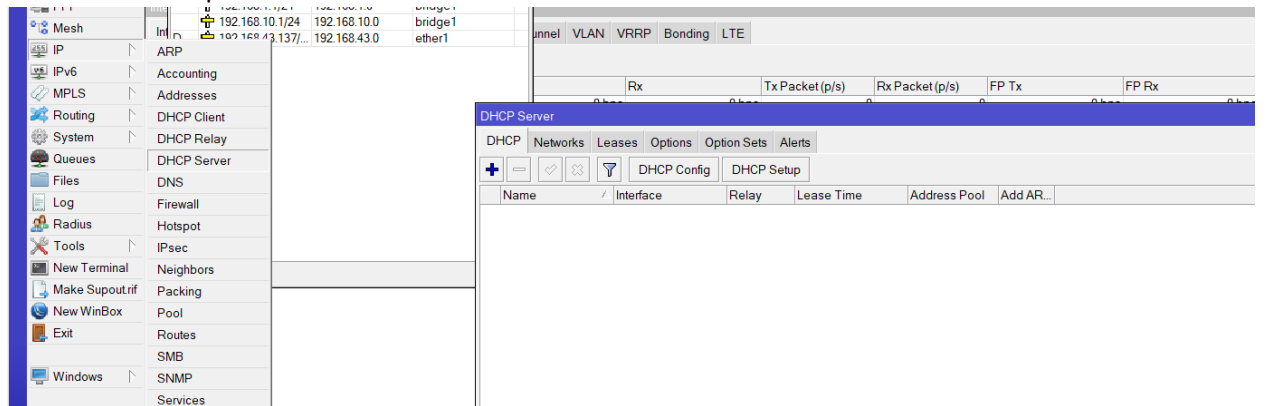 192.168.10.1/24 192.168.10.0 bridge1
D 192.168.43.137/... 192.168.43.0 ether1
Mesh
IP
IPv6
MPLS
Routing
System
Queues
Files
Log
Radius
Tools
New Terminal
Make Supout.rif
New WinBox
Exit
Windows
ARP
Accounting
Addresses
DHCP Client
DHCP Relay
DHCP Server
DNS
Firewall
Hotspot
IPsec
Neighbors
Packing
Pool
Routes
SMB
SNMP
Services
VLAN VRRP Bonding LTE
Rx Tx Packet (p/s) Rx Packet (p/s) FP Tx FP Rx
DHCP Server
DHCP Networks Leases Options Option Sets Alerts
DHCP Config DHCP Setup
Name Interface Relay Lease Time Address Pool Add AR...